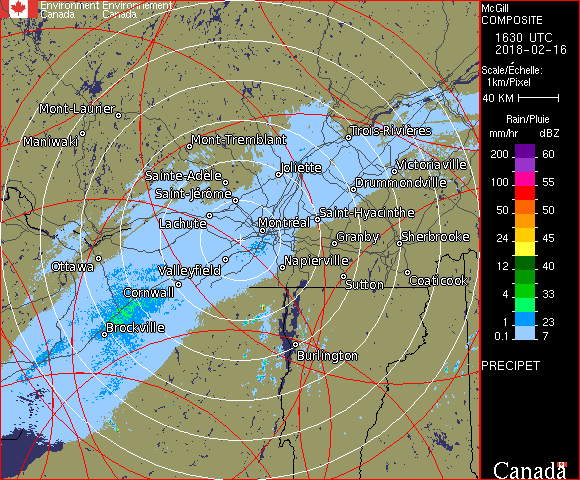 Environment Environnement
Canada Canada
McGill
COMPOSITE
1630 UTC
2018-02-16
Scale/Échelle:
1km/Pixel
40 KM
Rain/Pluie
mm/hr dBZ
200 60
150 57
100 55
50 50
24 45
12 40
4 33
1 23
0.1 7
PRECIPET
Canada
Mont-Laurier
Maniwaki
Mont-Tremblant
Trois-Rivières
Sainte-Adèle
Joliette
Victoriaville
Saint-Jérôme
Drummondville
Lachute
Montréal
Saint-Hyacinthe
Granby
Sherbrooke
Ottawa
Valleyfield
Napierville
Cornwall
Sutton
Coaticook
Brockville
Burlington